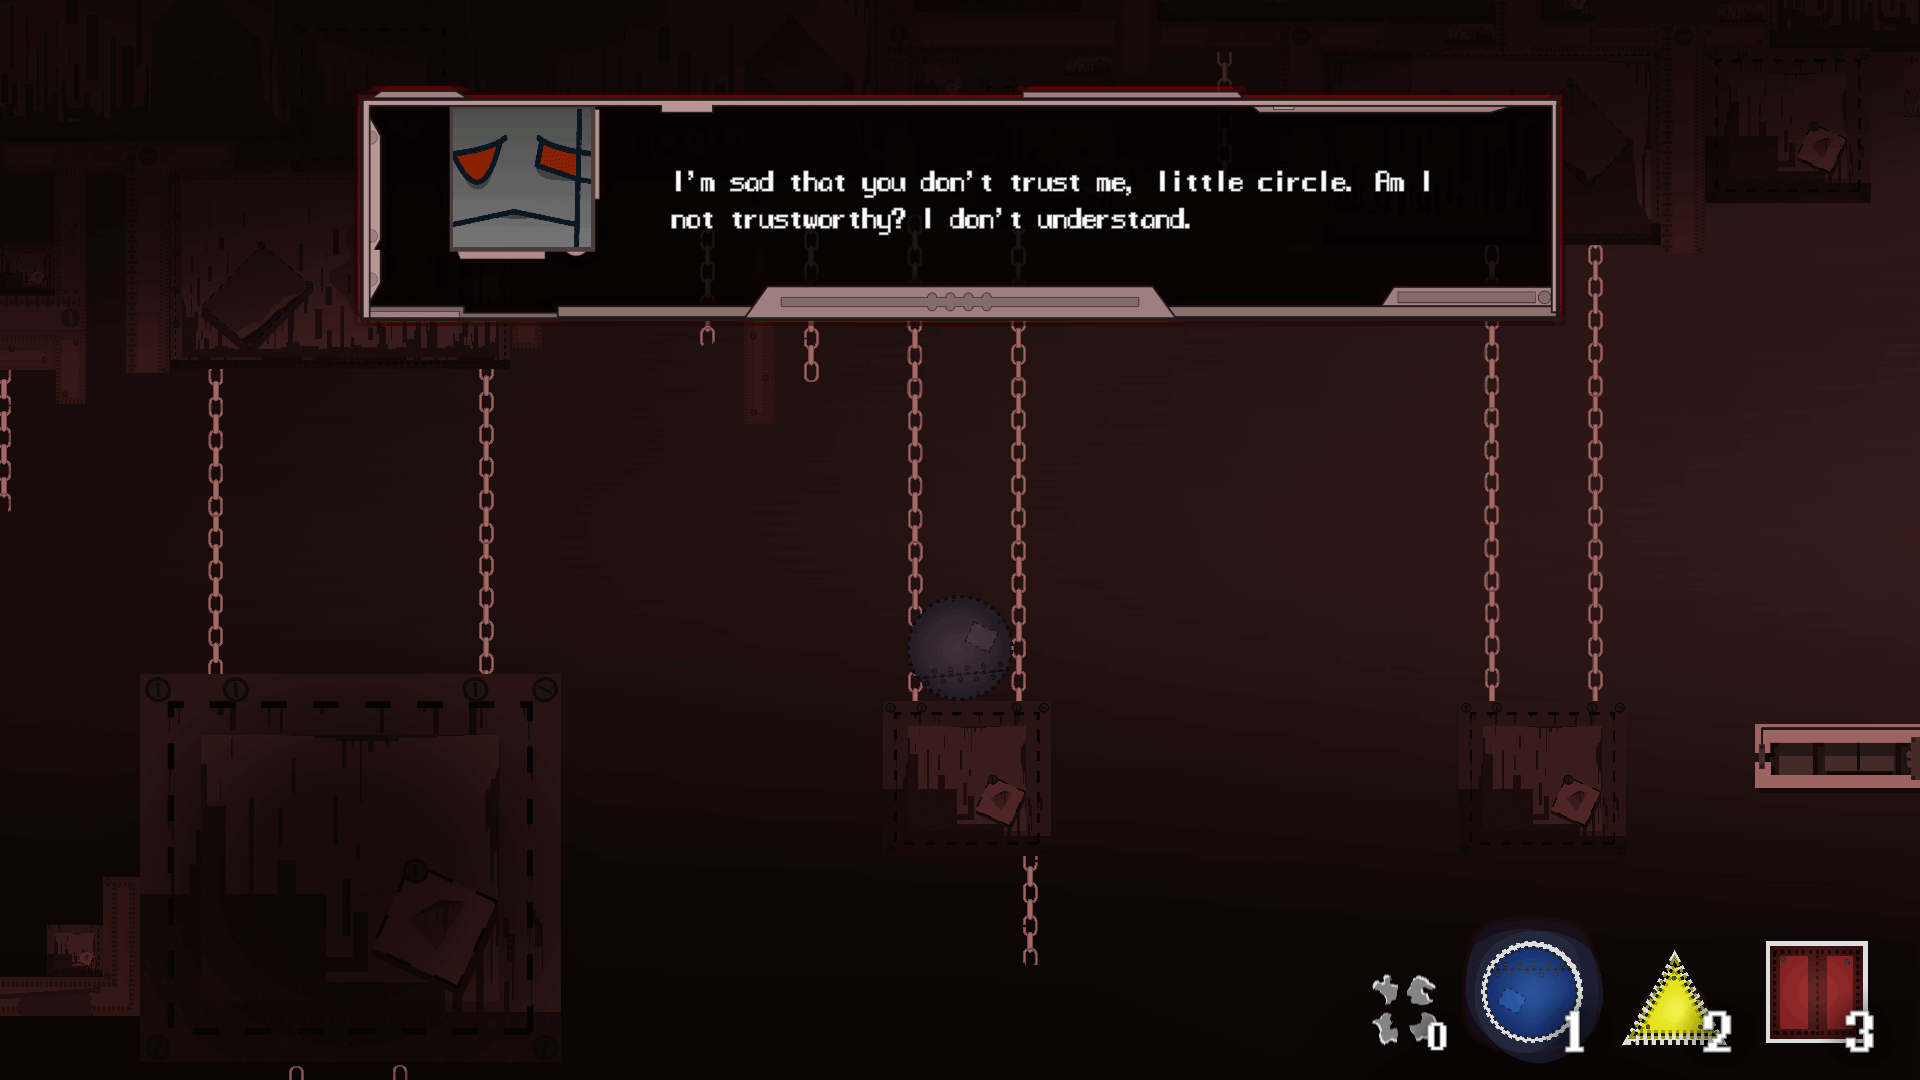 I'm sad that you don't trust me, little circle. Am I
not trustworthy? I don't understand.
0
1
2
3